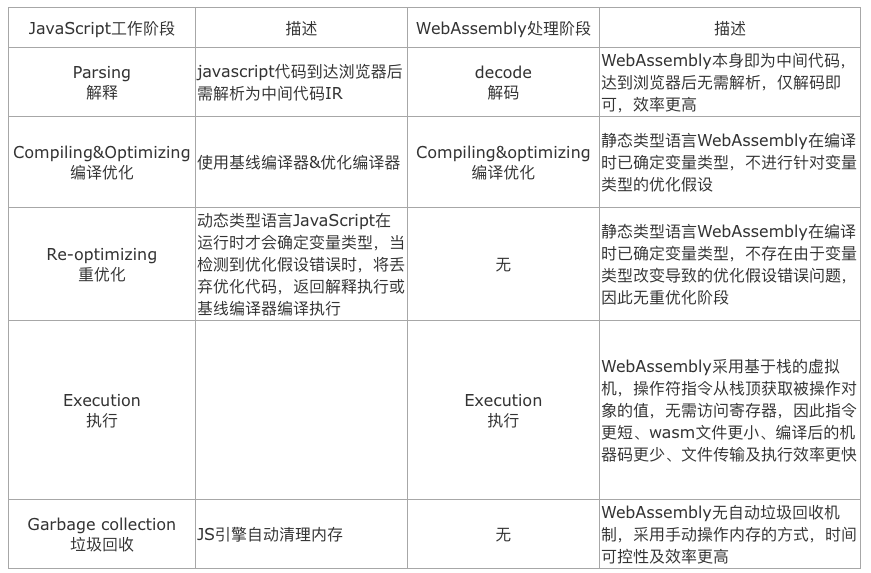 JavaScript工作阶段
描述
WebAssembly处理阶段
描述
Parsing
解释
javascript代码到达浏览器后
需解析为中间代码IR
decode
解码
WebAssembly本身即为中间代码，
达到浏览器后无需解析，仅解码即
可，效率更高
Compiling&Optimizing
编译优化
使用基线编译器&优化编译器
Compiling&optimizing
编译优化
静态类型语言WebAssembly在编译
时已确定变量类型，不进行针对变量
类型的优化假设
Re-optimizing
重优化
动态类型语言JavaScript在
运行时才会确定变量类型，当
检测到优化假设错误时，将丢
弃优化代码，返回解释执行或
基线编译器编译执行
无
静态类型语言WebAssembly在编译
时已确定变量类型，不存在由于变量
类型改变导致的优化假设错误问题，
因此无重优化阶段
Execution
执行
Execution
执行
WebAssembly采用基于栈的虚拟
机，操作符指令从栈顶获取被操作对
象的值，无需访问寄存器，因此指令
更短、wasm文件更小、编译后的机
器码更少、文件传输及执行效率更快
Garbage collection
垃圾回收
JS引擎自动清理内存
无
WebAssembly无自动垃圾回收机
制，采用手动操作内存的方式，时间
可控性及效率更高